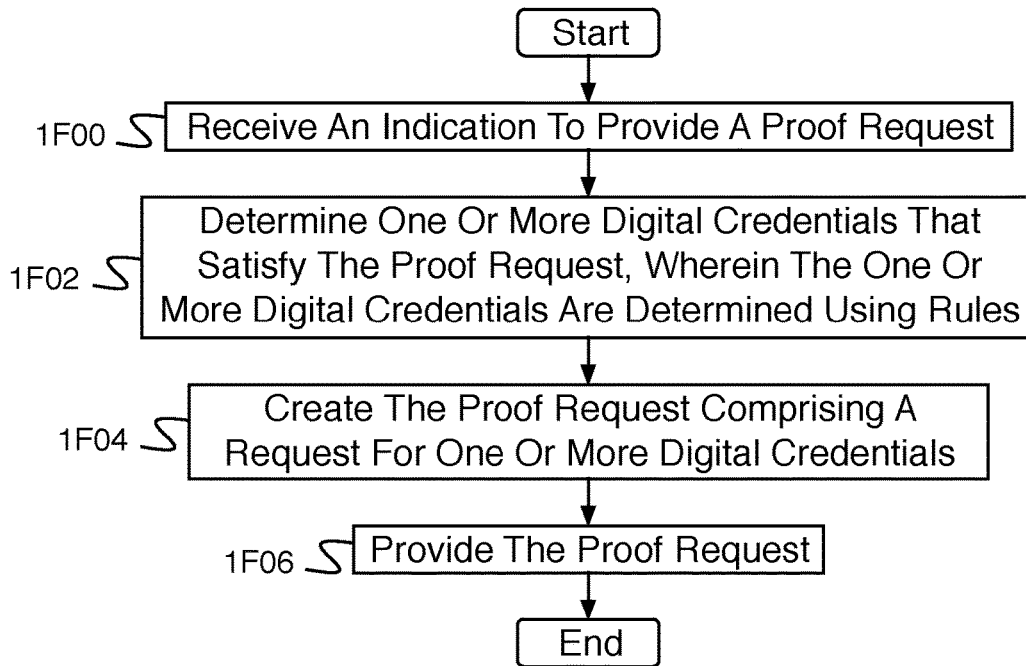 Start
1F00
Receive An Indication To Provide A Proof Request
1F02
Determine One Or More Digital Credentials That
Satisfy The Proof Request, Wherein The One Or
More Digital Credentials Are Determined Using Rules
1F04
Create The Proof Request Comprising A
Request For One Or More Digital Credentials
1F06
Provide The Proof Request
End